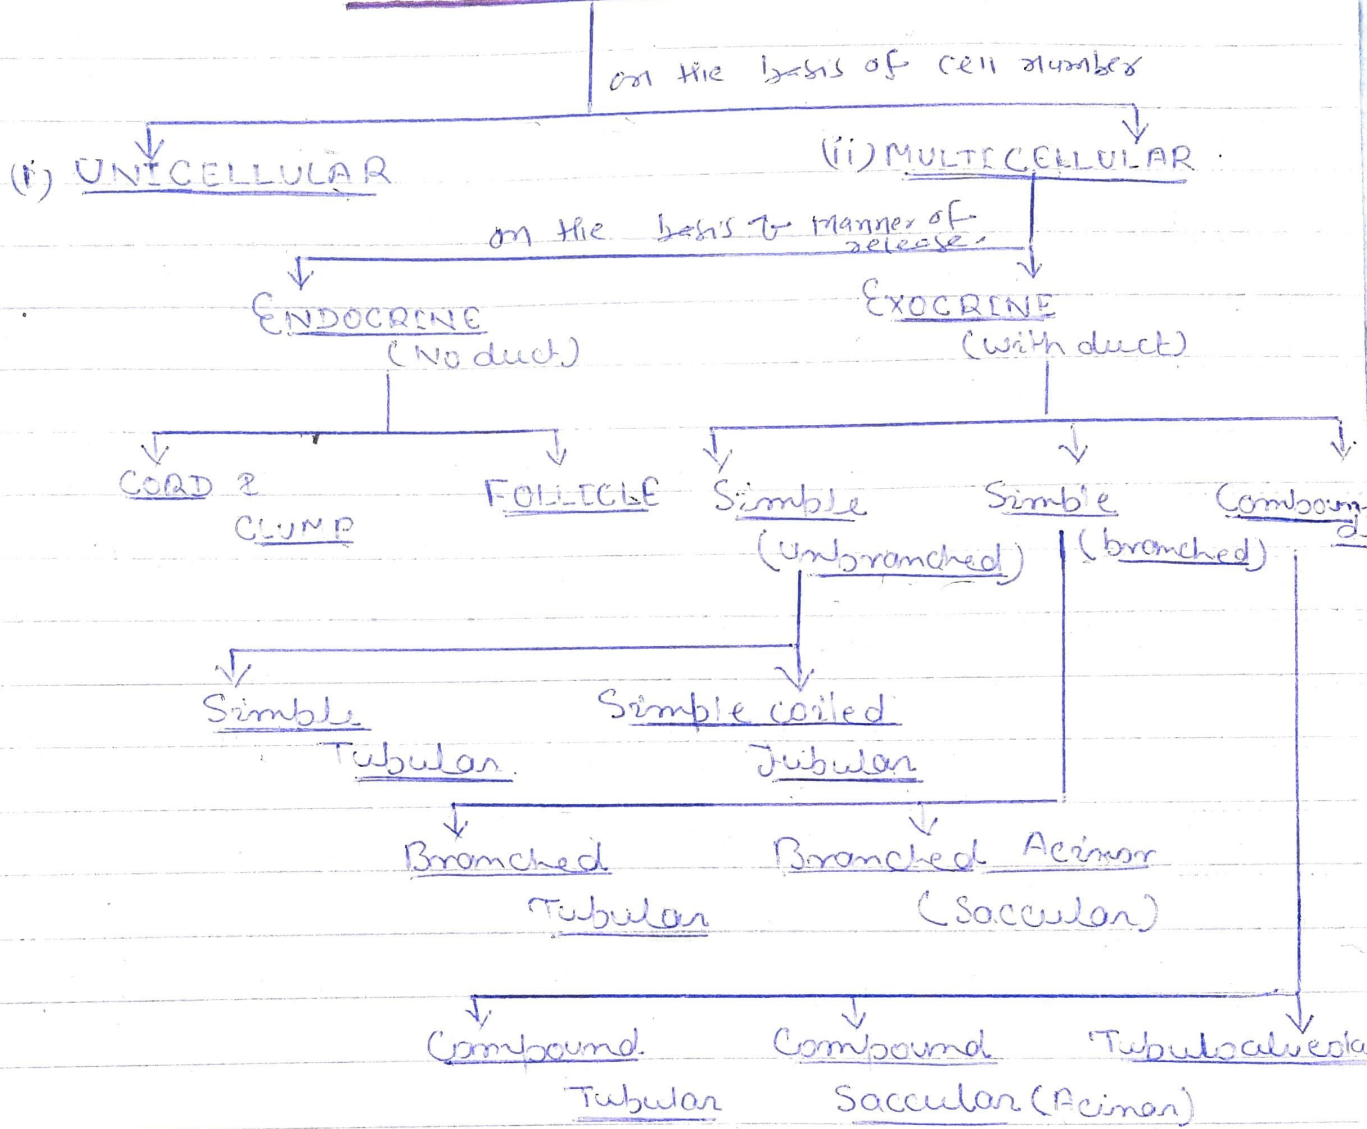 on the basis of cell number
(i) UNICELLULAR
(ii) MULTICELLULAR
on the basis of manner of
release.
ENDOCRINE
(No duct)
EXOCRINE
(with duct)
CORD &
CLUMP
FOLLICLE
Simple
(unbranched)
Simple
(branched)
Compoun
d
Simple
Tubular
Simple coiled
Tubular
Branched
Tubular
Branched Acinar
(Saccular)
Compound
Tubular
Compound
Saccular (Acinar)
Tubuloalveola